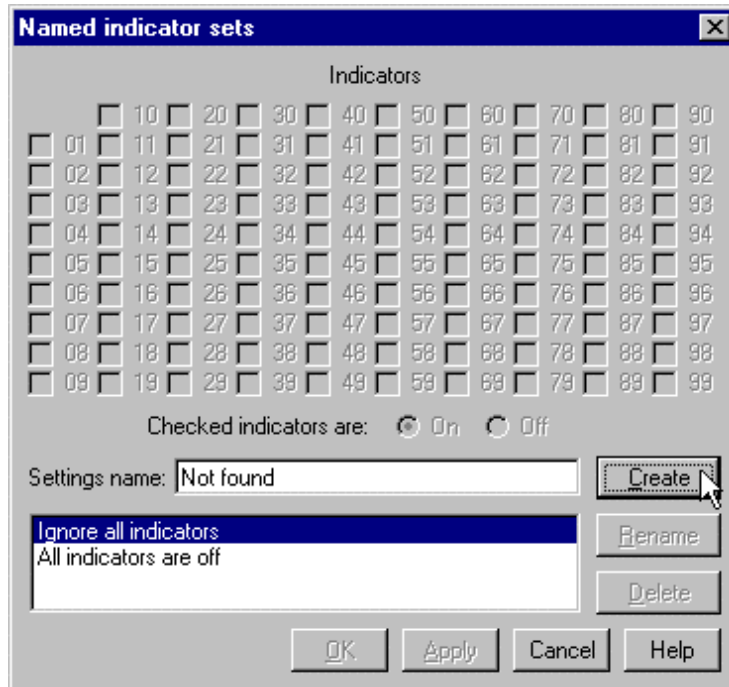 Named indicator sets
Indicators
10 20 30 40 50 60 70 80 90
01 11 21 31 41 51 61 71 81 91
02 12 22 32 42 52 62 72 82 92
03 13 23 33 43 53 63 73 83 93
04 14 24 34 44 54 64 74 84 94
05 15 25 35 45 55 65 75 85 95
06 16 26 36 46 56 66 76 86 96
07 17 27 37 47 57 67 77 87 97
08 18 28 38 48 58 68 78 88 98
09 19 29 39 49 59 69 79 89 99
Checked indicators are: On Off
Settings name: Not found Create
Ignore all indicators
All indicators are off
Rename
Delete
OK Apply Cancel Help